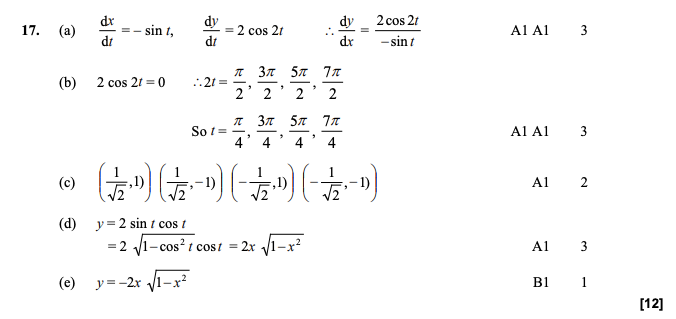 17. (a) dx/dt = – sin t, dy/dt = 2 cos 2t ∴ dy/dx = 2 cos 2t / –sin t A1 A1 3
(b) 2 cos 2t = 0 ∴2t = π/2, 3π/2, 5π/2, 7π/2
So t = π/4, 3π/4, 5π/4, 7π/4 A1 A1 3
(c) (1/√2, 1) (1/√2, –1) (–1/√2, 1) (–1/√2, –1) A1 2
(d) y = 2 sin t cos t
= 2 √(1–cos² t) cos t = 2x √(1–x²) A1 3
(e) y = –2x √(1–x²) B1 1
[12]